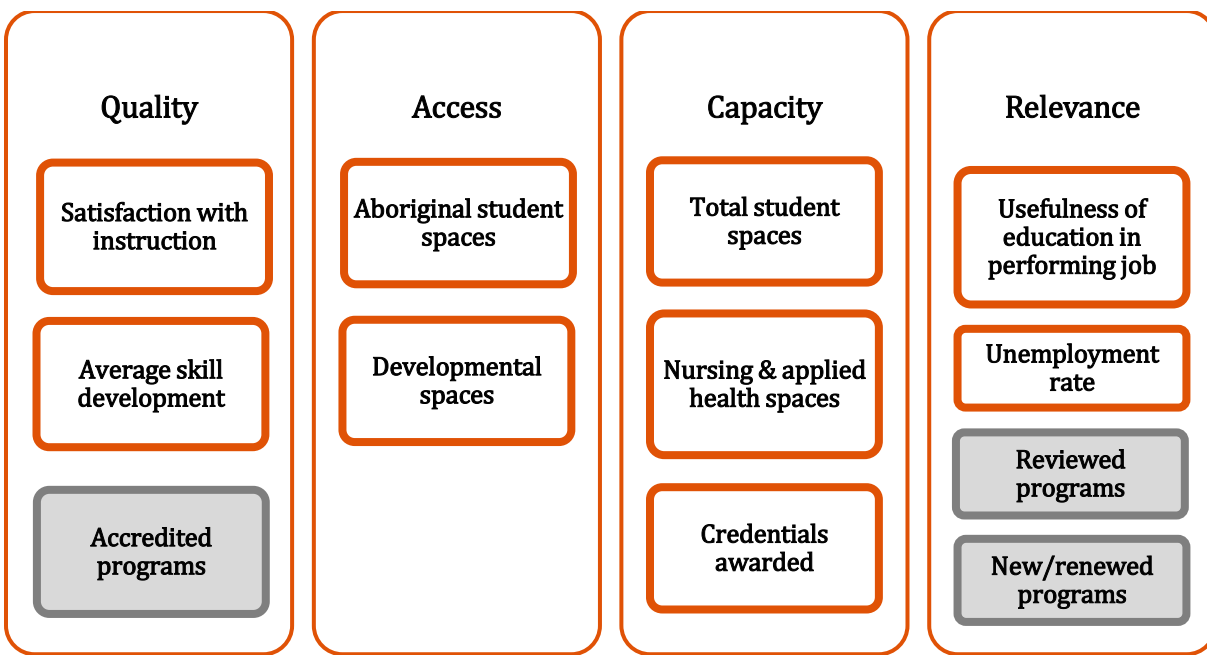 Quality
Satisfaction with
instruction
Average skill
development
Accredited
programs
Access
Aboriginal student
spaces
Developmental
spaces
Capacity
Total student
spaces
Nursing & applied
health spaces
Credentials
awarded
Relevance
Usefulness of
education in
performing job
Unemployment
rate
Reviewed
programs
New/renewed
programs